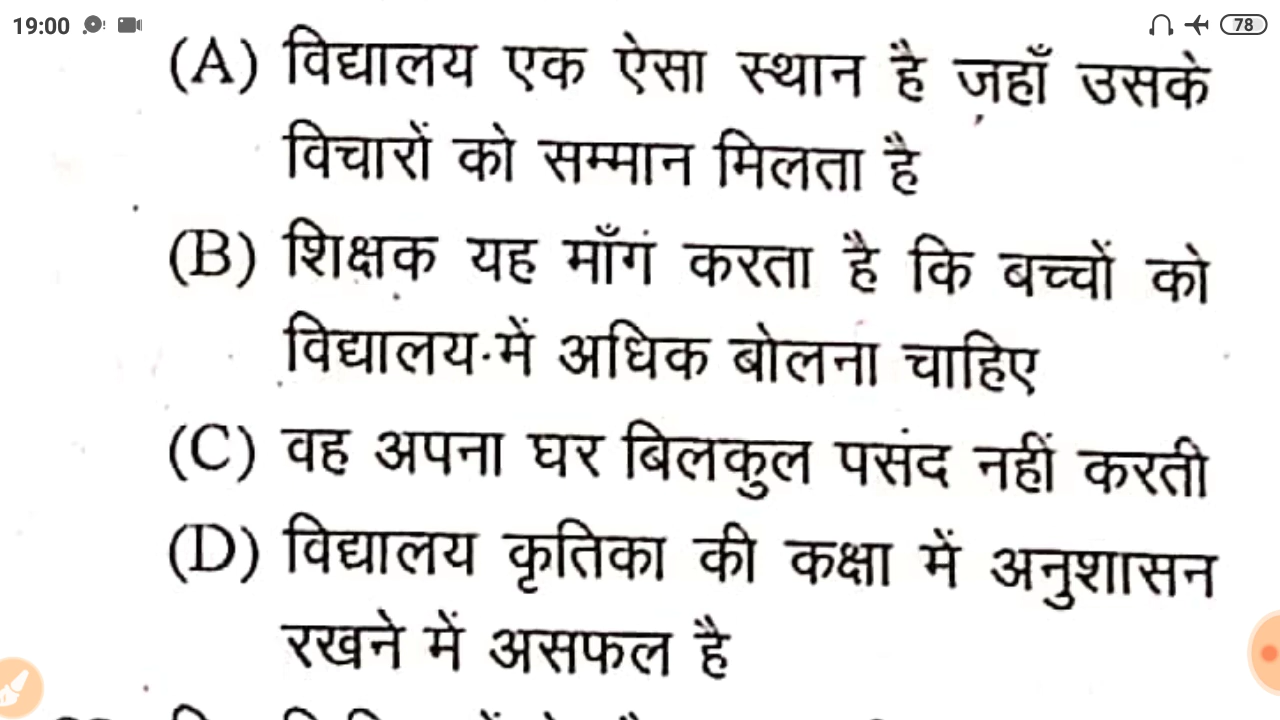 19:00
78
(A) विद्यालय एक ऐसा स्थान है जहाँ उसके
विचारों को सम्मान मिलता है
(B) शिक्षक यह माँग करता है कि बच्चों को
विद्यालय में अधिक बोलना चाहिए
(C) वह अपना घर बिलकुल पसंद नहीं करती
(D) विद्यालय कृतिका की कक्षा में अनुशासन
रखने में असफल है